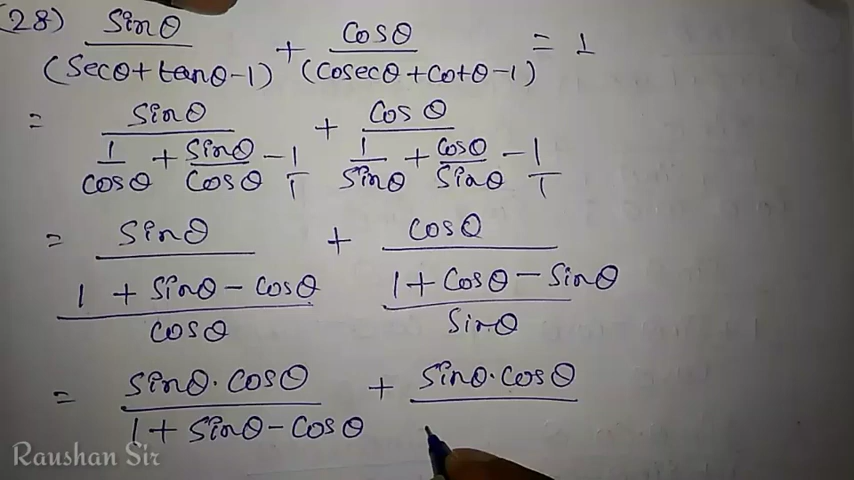 (28) sinθ/(secθ+tanθ-1) + cosθ/(cosecθ+cotθ-1) = 1
= sinθ/(1/cosθ + sinθ/cosθ - 1/1) + cosθ/(1/sinθ + cosθ/sinθ - 1/1)
= sinθ/((1 + sinθ - cosθ)/cosθ) + cosθ/((1 + cosθ - sinθ)/sinθ)
= sinθ·cosθ/(1 + sinθ - cosθ) + sinθ·cosθ/
Raushan Sir